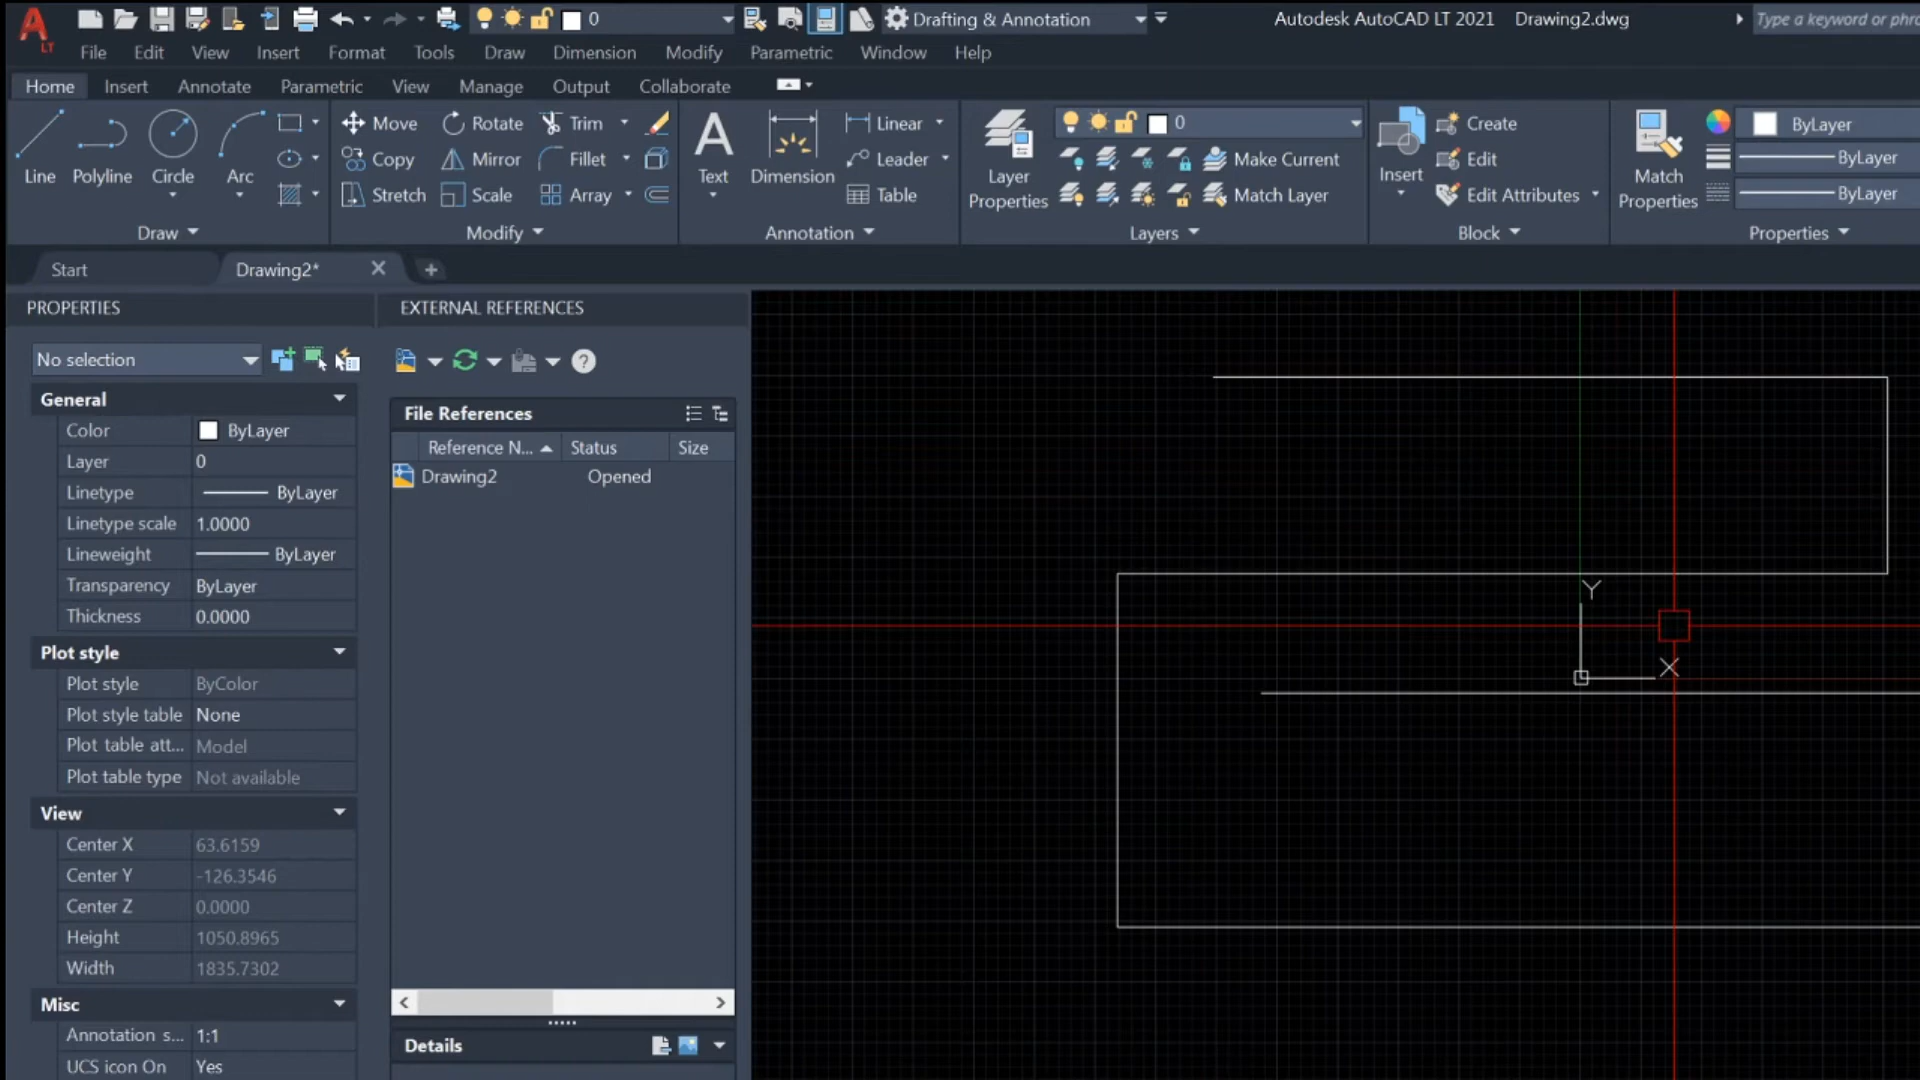 A LT
0
Drafting & Annotation
Autodesk AutoCAD LT 2021 Drawing2.dwg
Type a keyword or phra
File Edit View Insert Format Tools Draw Dimension Modify Parametric Window Help
Home Insert Annotate Parametric View Manage Output Collaborate
Move Rotate Trim Linear 0 Create ByLayer
Copy Mirror Fillet Leader Make Current Edit ByLayer
Line Polyline Circle Arc Text Dimension Layer Properties Insert Match Properties
Stretch Scale Array Table Match Layer Edit Attributes ByLayer
Draw Modify Annotation Layers Block Properties
Start Drawing2*
PROPERTIES
No selection
General
Color ByLayer
Layer 0
Linetype ByLayer
Linetype scale 1.0000
Lineweight ByLayer
Transparency ByLayer
Thickness 0.0000
Plot style
Plot style ByColor
Plot style table None
Plot table att... Model
Plot table type Not available
View
Center X 63.6159
Center Y -126.3546
Center Z 0.0000
Height 1050.8965
Width 1835.7302
Misc
Annotation s... 1:1
UCS icon On Yes
EXTERNAL REFERENCES
File References
Reference N... Status Size
Drawing2 Opened
Details
Y
X